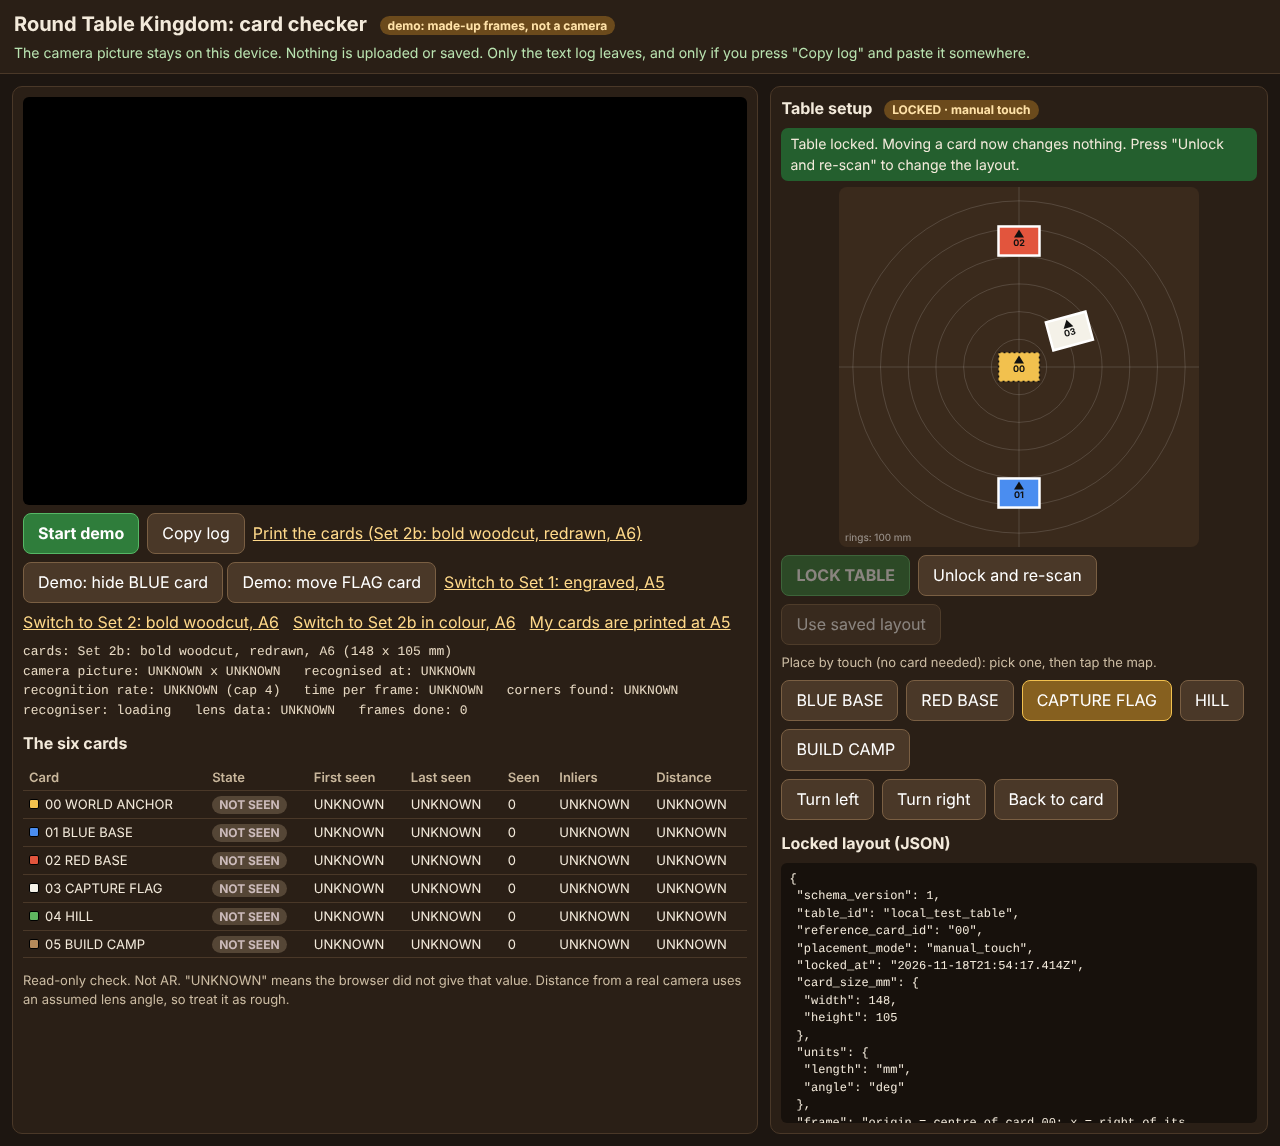 Round Table Kingdom: card checker demo: made-up frames, not a camera
The camera picture stays on this device. Nothing is uploaded or saved. Only the text log leaves, and only if you press "Copy log" and paste it somewhere.
Start demo Copy log Print the cards (Set 2b: bold woodcut, redrawn, A6)
Demo: hide BLUE card Demo: move FLAG card Switch to Set 1: engraved, A5
Switch to Set 2: bold woodcut, A6 Switch to Set 2b in colour, A6 My cards are printed at A5
cards: Set 2b: bold woodcut, redrawn, A6 (148 x 105 mm)
camera picture: UNKNOWN x UNKNOWN recognised at: UNKNOWN
recognition rate: UNKNOWN (cap 4) time per frame: UNKNOWN corners found: UNKNOWN
recogniser: loading lens data: UNKNOWN frames done: 0
The six cards
Card State First seen Last seen Seen Inliers Distance
00 WORLD ANCHOR NOT SEEN UNKNOWN UNKNOWN 0 UNKNOWN UNKNOWN
01 BLUE BASE NOT SEEN UNKNOWN UNKNOWN 0 UNKNOWN UNKNOWN
02 RED BASE NOT SEEN UNKNOWN UNKNOWN 0 UNKNOWN UNKNOWN
03 CAPTURE FLAG NOT SEEN UNKNOWN UNKNOWN 0 UNKNOWN UNKNOWN
04 HILL NOT SEEN UNKNOWN UNKNOWN 0 UNKNOWN UNKNOWN
05 BUILD CAMP NOT SEEN UNKNOWN UNKNOWN 0 UNKNOWN UNKNOWN
Read-only check. Not AR. "UNKNOWN" means the browser did not give that value. Distance from a real camera uses
an assumed lens angle, so treat it as rough.
Table setup LOCKED · manual touch
Table locked. Moving a card now changes nothing. Press "Unlock
and re-scan" to change the layout.
02
03
00
01
rings: 100 mm
LOCK TABLE Unlock and re-scan
Use saved layout
Place by touch (no card needed): pick one, then tap the map.
BLUE BASE RED BASE CAPTURE FLAG HILL
BUILD CAMP
Turn left Turn right Back to card
Locked layout (JSON)
{
"schema_version": 1,
"table_id": "local_test_table",
"reference_card_id": "00",
"placement_mode": "manual_touch",
"locked_at": "2026-11-18T21:54:17.414Z",
"card_size_mm": {
"width": 148,
"height": 105
},
"units": {
"length": "mm",
"angle": "deg"
},
"frame": "origin = centre of card 00; x = right of its